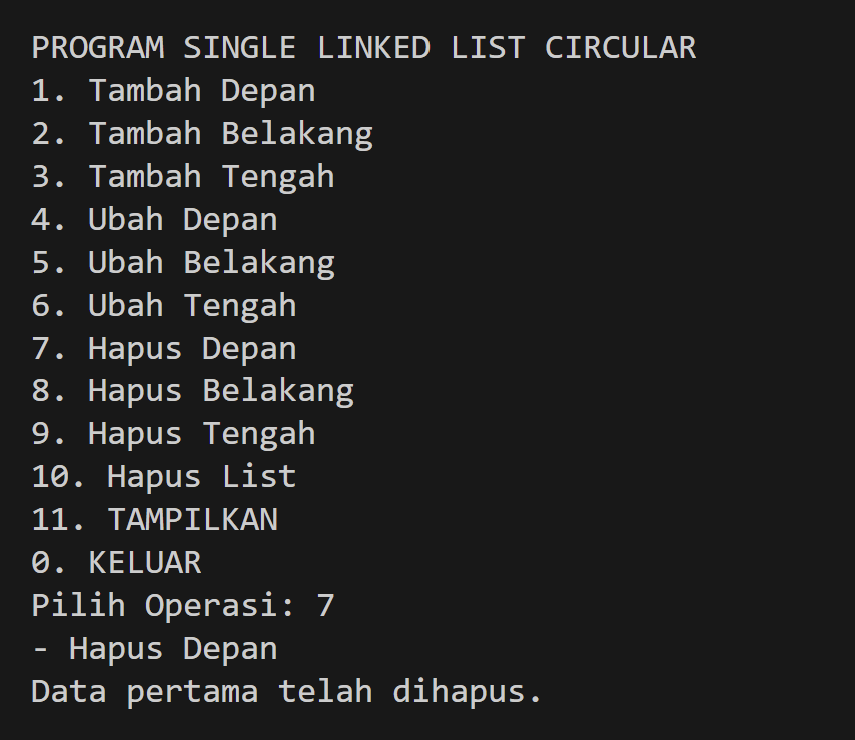 PROGRAM SINGLE LINKED LIST CIRCULAR
1. Tambah Depan
2. Tambah Belakang
3. Tambah Tengah
4. Ubah Depan
5. Ubah Belakang
6. Ubah Tengah
7. Hapus Depan
8. Hapus Belakang
9. Hapus Tengah
10. Hapus List
11. TAMPILKAN
0. KELUAR
Pilih Operasi: 7
- Hapus Depan
Data pertama telah dihapus.